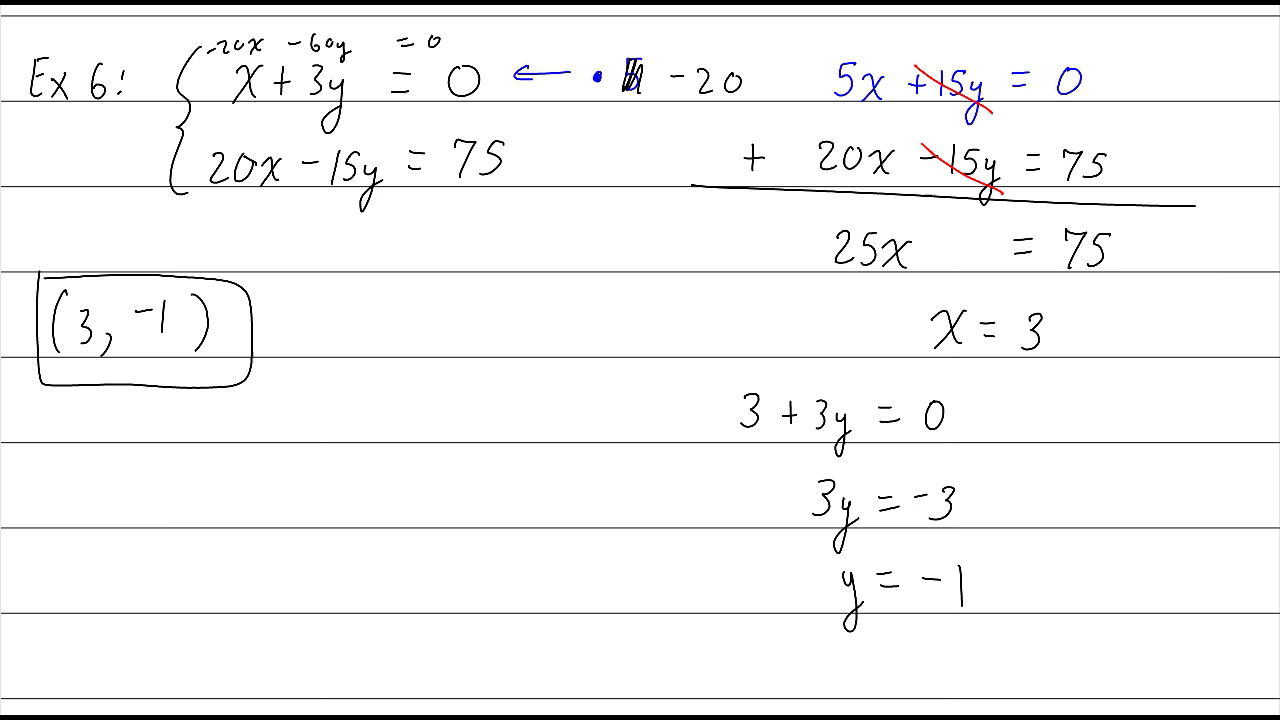 -20x -60y = 0
Ex 6: x + 3y = 0 ← • -20 5x +15y = 0
20x - 15y = 75 + 20x -15y = 75
25x = 75
(3, -1) x = 3
3 + 3y = 0
3y = -3
y = -1